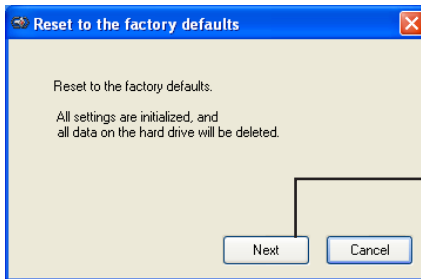 Reset to the factory defaults
Reset to the factory defaults.
All settings are initialized, and
all data on the hard drive will be deleted.
Next
Cancel